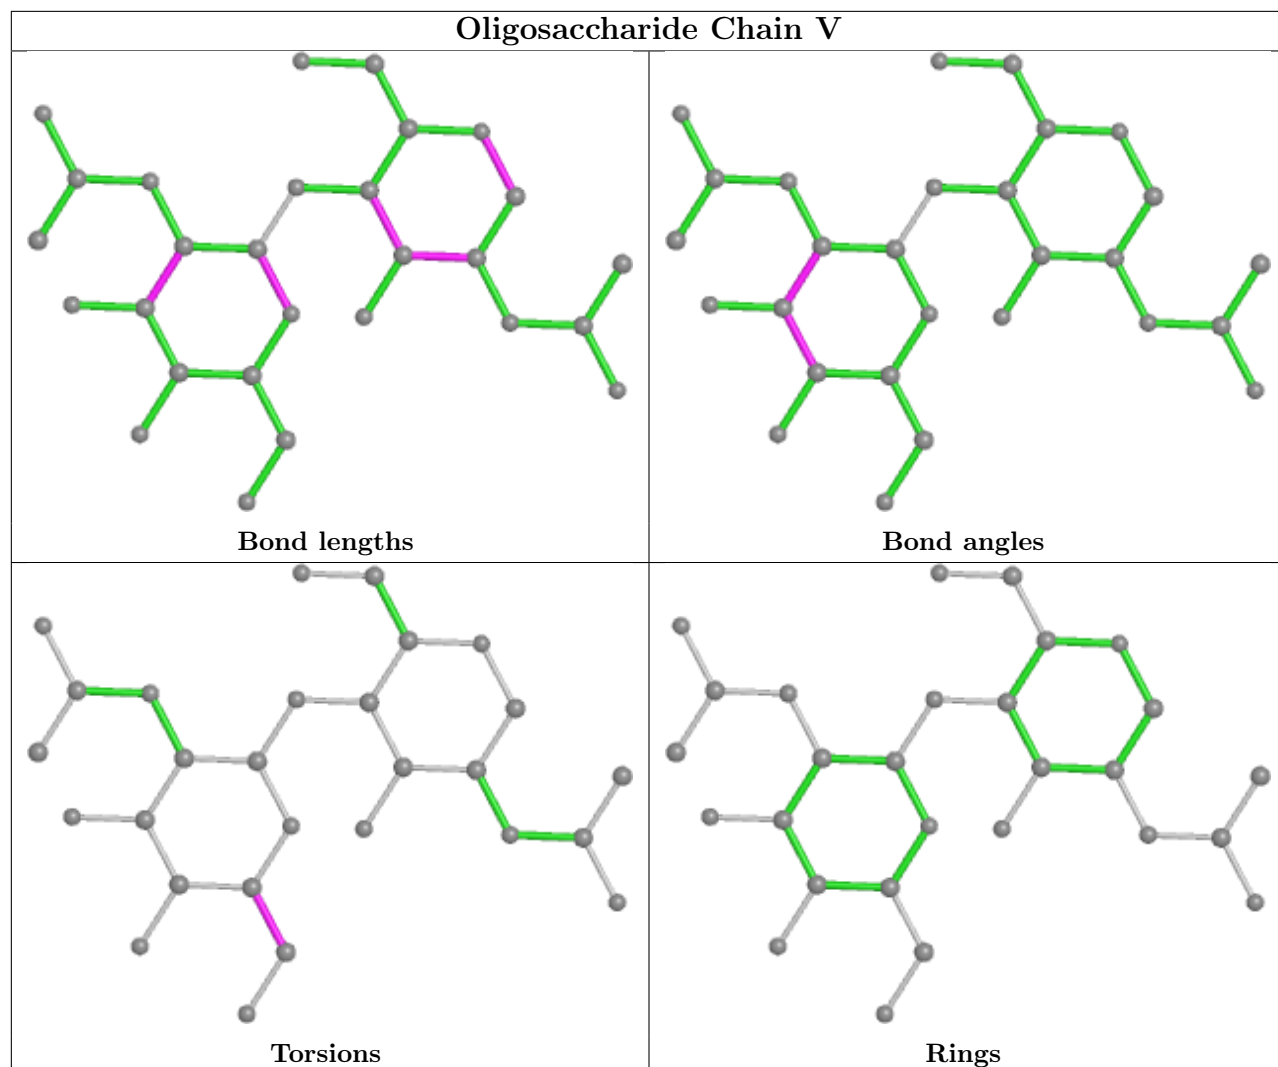 Oligosaccharide Chain V
Bond lengths
Bond angles
Torsions
Rings